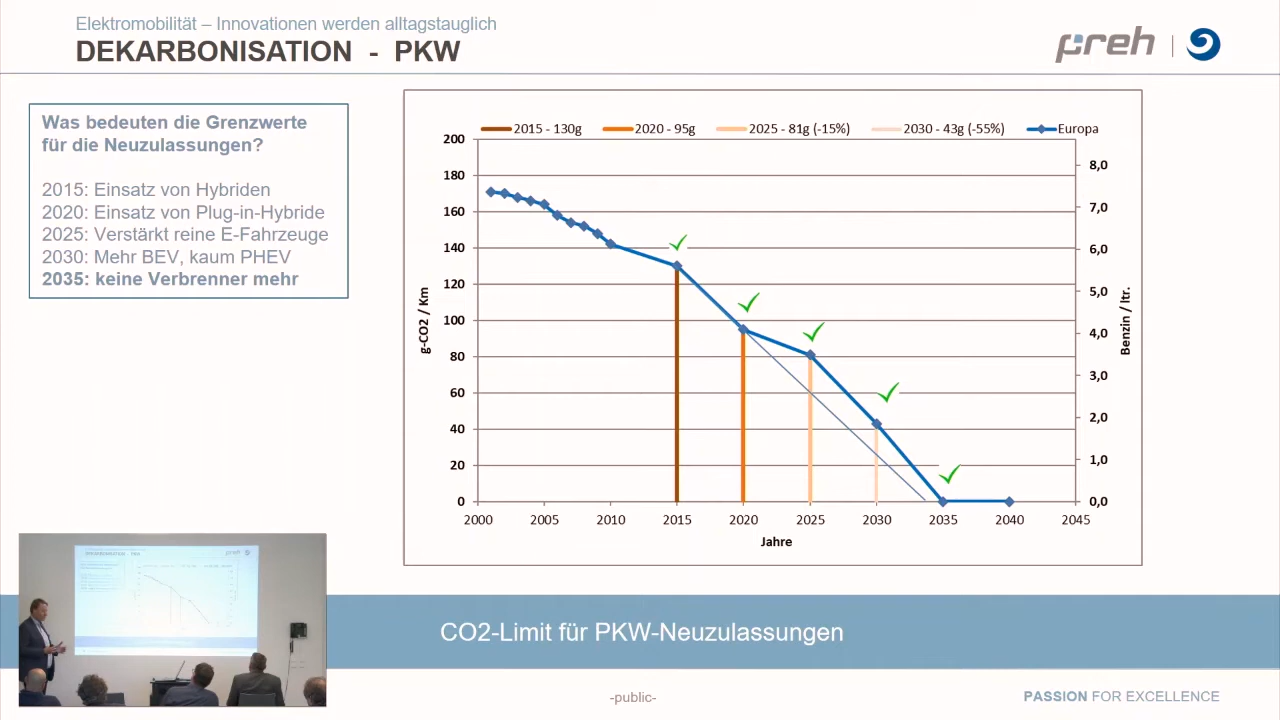 Elektromobilität – Innovationen werden alltagstauglich
DEKARBONISATION - PKW
preh
Was bedeuten die Grenzwerte
für die Neuzulassungen?
2015: Einsatz von Hybriden
2020: Einsatz von Plug-in-Hybride
2025: Verstärkt reine E-Fahrzeuge
2030: Mehr BEV, kaum PHEV
2035: keine Verbrenner mehr
2015 - 130g 2020 - 95g 2025 - 81g (-15%) 2030 - 43g (-55%) Europa
200
180
160
140
120
100
80
60
40
20
0
g-CO2 / Km
8,0
7,0
6,0
5,0
4,0
3,0
2,0
1,0
0,0
Benzin / ltr.
2000 2005 2010 2015 2020 2025 2030 2035 2040 2045
Jahre
DEKARBONISATION - PKW
preh
CO2-Limit für PKW-Neuzulassungen
-public-
PASSION FOR EXCELLENCE